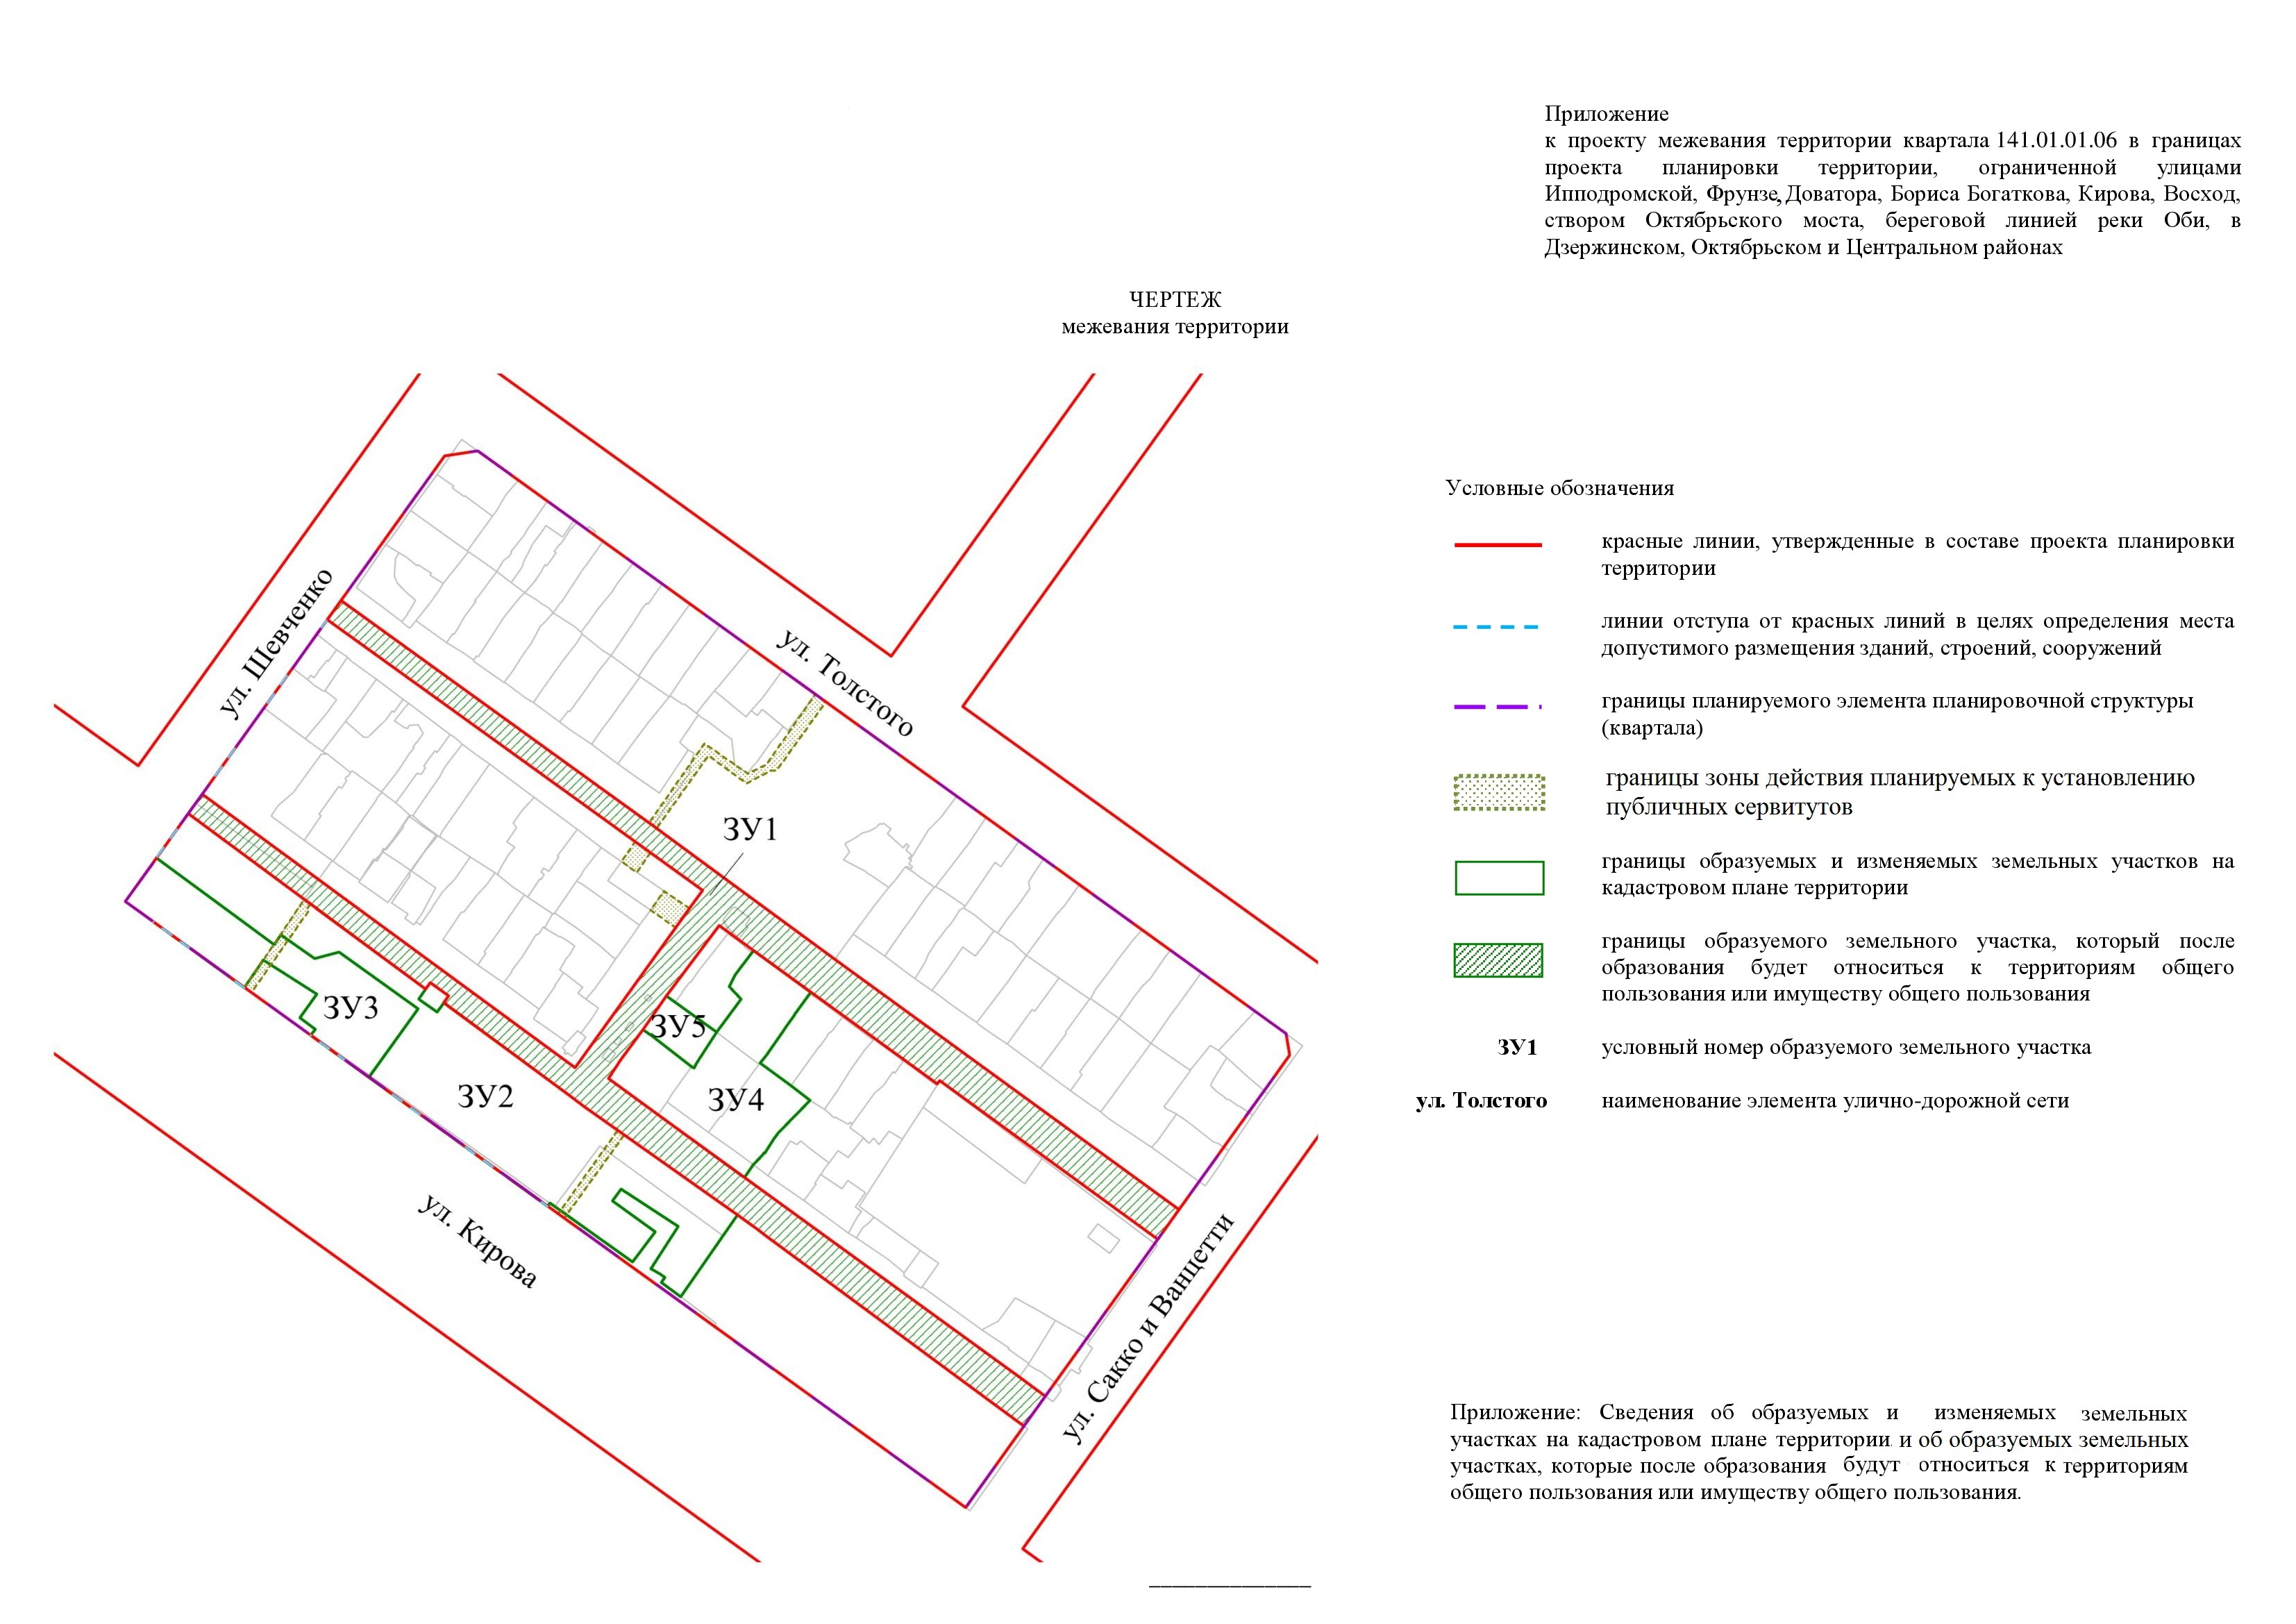 Приложение
к проекту межевания территории квартала 141.01.01.06 в границах
проекта планировки территории, ограниченной улицами
Ипподромской, Фрунзе, Доватора, Бориса Богаткова, Кирова, Восход,
створом Октябрьского моста, береговой линией реки Оби, в
Дзержинском, Октябрьском и Центральном районах
ЧЕРТЕЖ
межевания территории
ул. Шевченко
ул. Толстого
ЗУ1
ЗУ3
ЗУ5
ЗУ2
ЗУ4
ул. Кирова
ул. Сакко и Ванцетти
Условные обозначения
красные линии, утвержденные в составе проекта планировки
территории
линии отступа от красных линий в целях определения места
допустимого размещения зданий, строений, сооружений
границы планируемого элемента планировочной структуры
(квартала)
границы зоны действия планируемых к установлению
публичных сервитутов
границы образуемых и изменяемых земельных участков на
кадастровом плане территории
границы образуемого земельного участка, который после
образования будет относиться к территориям общего
пользования или имуществу общего пользования
ЗУ1 условный номер образуемого земельного участка
ул. Толстого наименование элемента улично-дорожной сети
Приложение: Сведения об образуемых и изменяемых земельных
участках на кадастровом плане территории и об образуемых земельных
участках, которые после образования будут относиться к территориям
общего пользования или имуществу общего пользования.